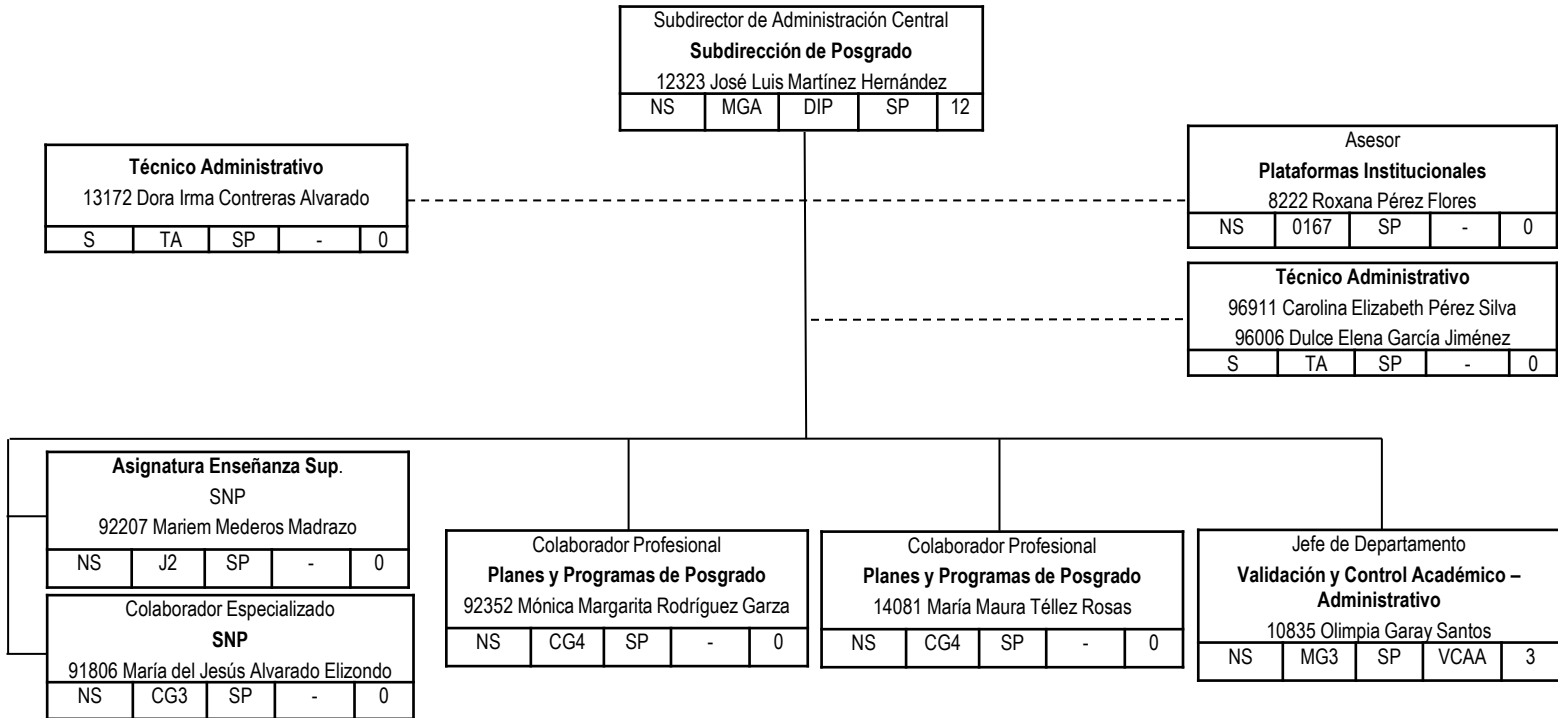 Subdirector de Administración Central
Subdirección de Posgrado
12323 José Luis Martínez Hernández
NS MGA DIP SP 12
Técnico Administrativo
13172 Dora Irma Contreras Alvarado
S TA SP - 0
Asesor
Plataformas Institucionales
8222 Roxana Pérez Flores
NS 0167 SP - 0
Técnico Administrativo
96911 Carolina Elizabeth Pérez Silva
96006 Dulce Elena García Jiménez
S TA SP - 0
Asignatura Enseñanza Sup.
SNP
92207 Mariem Mederos Madrazo
NS J2 SP - 0
Colaborador Especializado
SNP
91806 María del Jesús Alvarado Elizondo
NS CG3 SP - 0
Colaborador Profesional
Planes y Programas de Posgrado
92352 Mónica Margarita Rodríguez Garza
NS CG4 SP - 0
Colaborador Profesional
Planes y Programas de Posgrado
14081 María Maura Téllez Rosas
NS CG4 SP - 0
Jefe de Departamento
Validación y Control Académico –
Administrativo
10835 Olimpia Garay Santos
NS MG3 SP VCAA 3